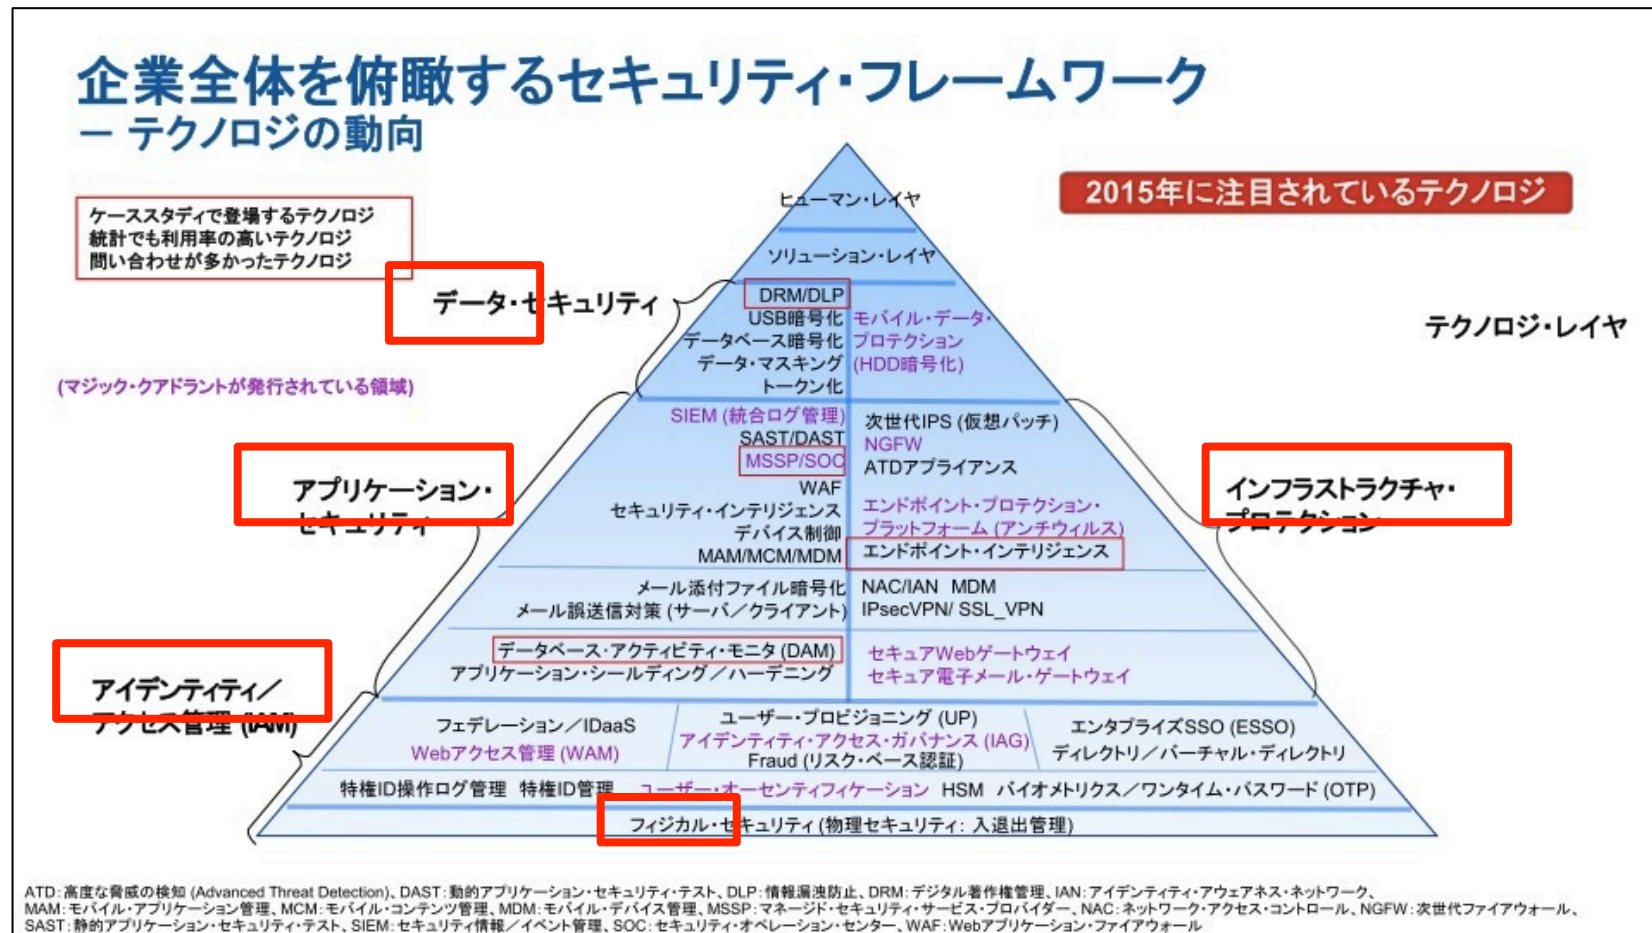 企業全体を俯瞰するセキュリティ・フレームワーク
－ テクノロジの動向
2015年に注目されているテクノロジ
ケーススタディで登場するテクノロジ
統計でも利用率の高いテクノロジ
問い合わせが多かったテクノロジ
ヒューマン・レイヤ
ソリューション・レイヤ
データ・セキュリティ
テクノロジ・レイヤ
(マジック・クアドラントが発行されている領域)
DRM/DLP
USB暗号化
データベース暗号化
データ・マスキング
トークン化
モバイル・データ・
プロテクション
(HDD暗号化)
アプリケーション・
セキュリティ
SIEM (統合ログ管理)
SAST/DAST
MSSP/SOC
WAF
セキュリティ・インテリジェンス
デバイス制御
MAM/MCM/MDM
次世代IPS (仮想パッチ)
NGFW
ATDアプライアンス
エンドポイント・プロテクション・
プラットフォーム (アンチウィルス)
エンドポイント・インテリジェンス
インフラストラクチャ・
プロテクション
メール添付ファイル暗号化
メール誤送信対策 (サーバ／クライアント)
NAC/IAN MDM
IPsecVPN/ SSL_VPN
データベース・アクティビティ・モニタ (DAM)
アプリケーション・シールディング／ハーデニング
セキュアWebゲートウェイ
セキュア電子メール・ゲートウェイ
アイデンティティ／
アクセス管理 (IAM)
フェデレーション／IDaaS
Webアクセス管理 (WAM)
ユーザー・プロビジョニング (UP)
アイデンティティ・アクセス・ガバナンス (IAG)
Fraud (リスク・ベース認証)
エンタプライズSSO (ESSO)
ディレクトリ／バーチャル・ディレクトリ
特権ID操作ログ管理 特権ID管理 ユーザー・オーセンティフィケーション HSM バイオメトリクス／ワンタイム・パスワード (OTP)
フィジカル・セキュリティ (物理セキュリティ: 入退出管理)
ATD:高度な脅威の検知 (Advanced Threat Detection)、DAST:動的アプリケーション・セキュリティ・テスト、DLP:情報漏洩防止、DRM:デジタル著作権管理、IAN:アイデンティティ・アウェアネス・ネットワーク、
MAM:モバイル・アプリケーション管理、MCM:モバイル・コンテンツ管理、MDM:モバイル・デバイス管理、MSSP:マネージド・セキュリティ・サービス・プロバイダー、NAC:ネットワーク・アクセス・コントロール、NGFW:次世代ファイアウォール、
SAST:静的アプリケーション・セキュリティ・テスト、SIEM:セキュリティ情報／イベント管理、SOC:セキュリティ・オペレーション・センター、WAF:Webアプリケーション・ファイアウォール